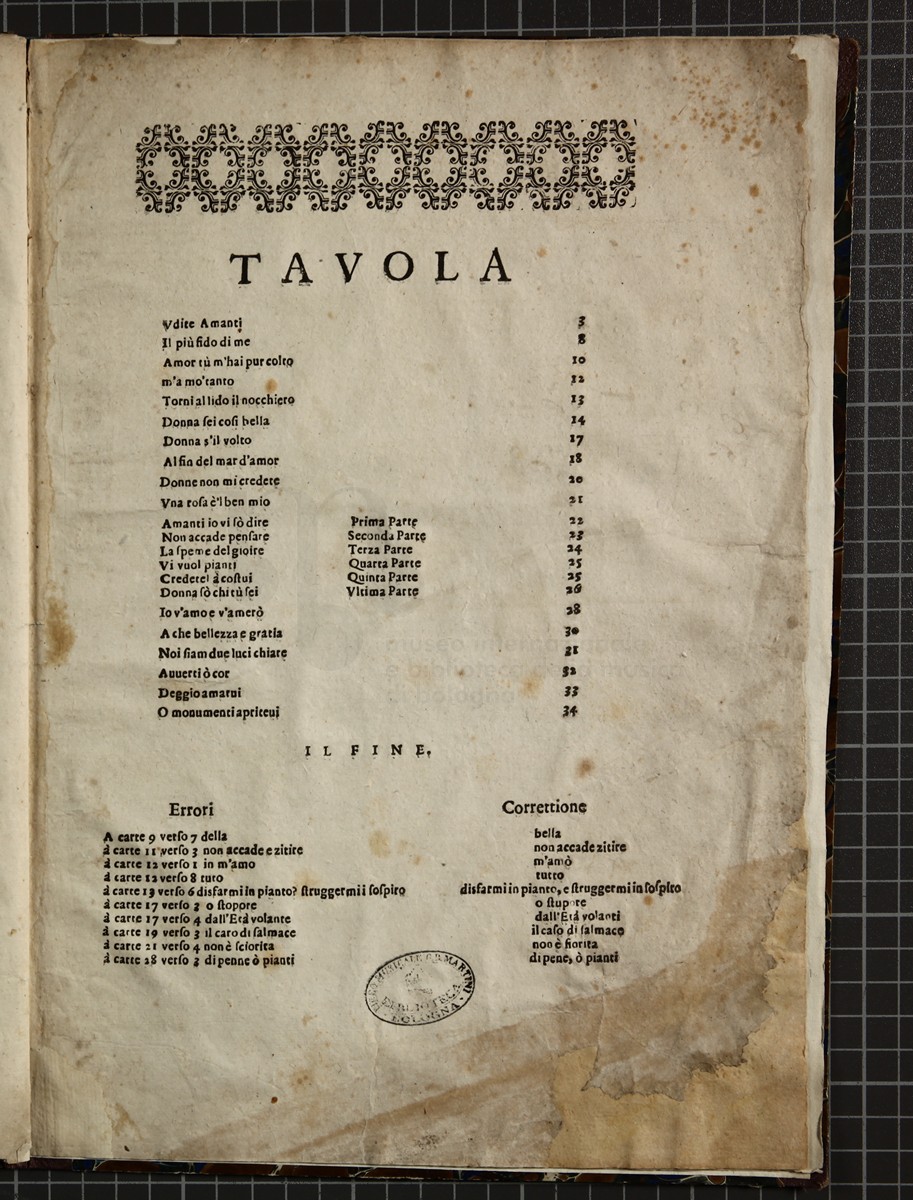 TAVOLA
Vdite Amanti 3
Il più fido di me 8
Amor tù m'hai pur colto 10
m'a mo'tanto 12
Torni al lido il nocchiero 13
Donna ſei coſi bella 14
Donna s'il volto 17
Al fin del mar d'amor 18
Donne non mi credete 20
Vna roſa è'l ben mio 21
Amanti io vi ſò dire Prima Parte 22
Non accade penſare Seconda Parte 23
La ſpeme del gioire Terza Parte 24
Vi vuol pianti Quarta Parte 25
Credetel à coſtui Quinta Parte 25
Donna ſò chi tù ſei Vltima Parte 26
Io v'amo e v'amerò 28
A che bellezza e gratia 30
Noi ſiam due luci chiare 31
Auuerti ò cor 32
Deggio amarui 33
O monumenti apriteui 34
IL FINE.
Errori Correttione
A carte 9 verſo 7 della bella
à carte 11 verſo 3 non accade e zitire non accade zitire
à carte 12 verſo 1 in m'amo m'amò
à carte 12 verſo 8 tuto tutto
à carte 13 verſo 6 disfarmi in pianto? ſtruggermi i ſoſpiro disfarmi in pianto, e ſtruggermi in ſoſpiro
à carte 17 verſo 3 o ſtopore o ſtupore
à carte 17 verſo 4 dall'Età volante dall'Età volanti
à carte 19 verſo 3 il caro di ſalmace il caſo di ſalmace
à carte 21 verſo 4 non è ſciorita non è fiorita
à carte 28 verſo 3 di penne ò pianti di pene, ò pianti
LICEO MUSICALE G.B. MARTINI
BIBLIOTECA
BOLOGNA